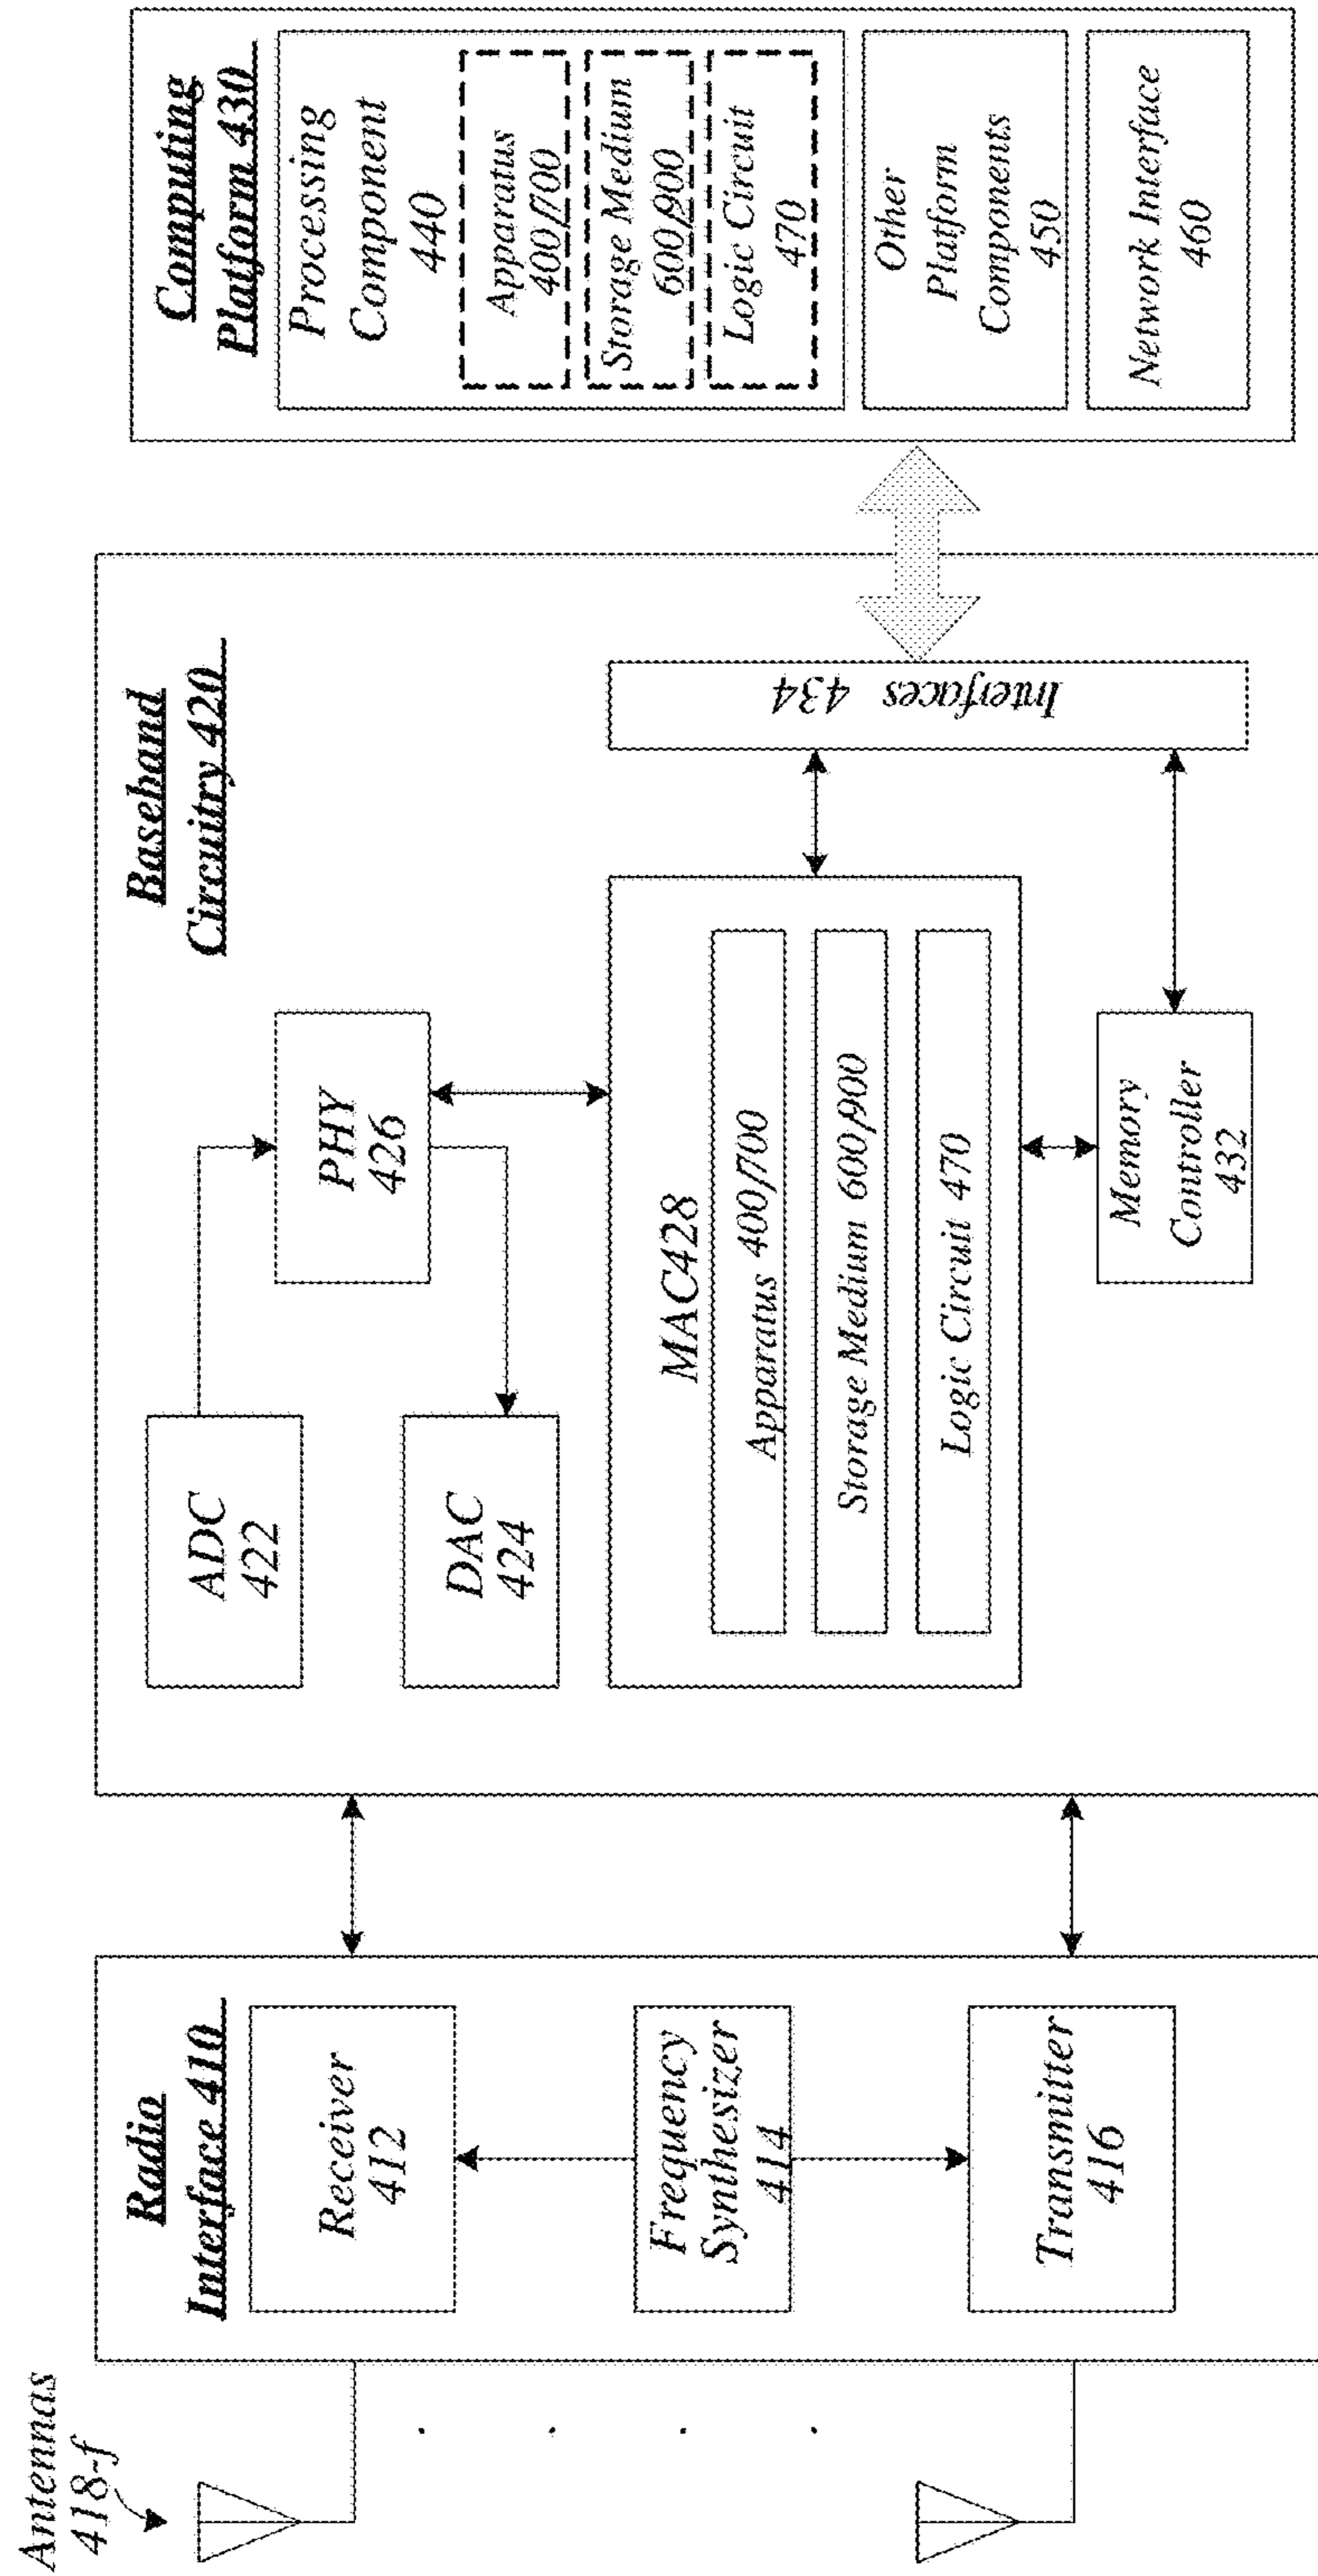 Antennas
418-f
Radio
Interface 410
Receiver
412
Frequency
Synthesizer
414
Transmitter
416
Baseband
Circuitry 420
ADC
422
DAC
424
PHY
426
MAC428
Apparatus 400/700
Storage Medium 600/900
Logic Circuit 470
Memory
Controller
432
Interfaces 434
Computing
Platform 430
Processing
Component
440
Apparatus
400/700
Storage Medium
600/900
Logic Circuit
470
Other
Platform
Components
450
Network Interface
460